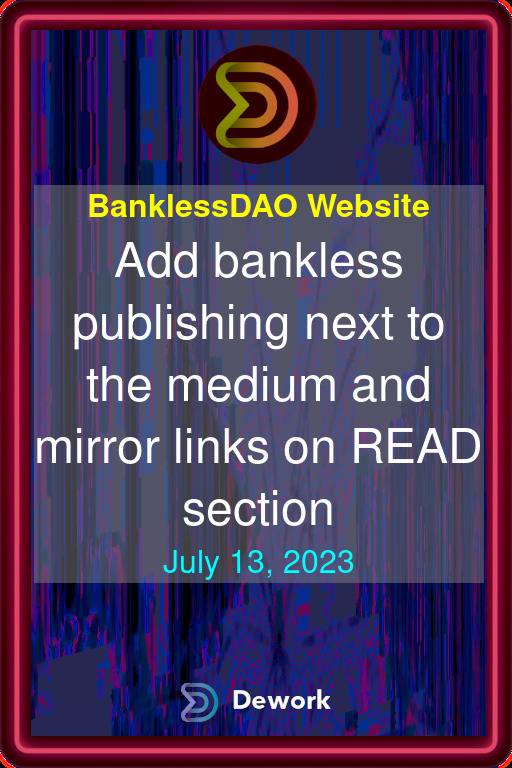 BanklessDAO Website
Add bankless
publishing next to
the medium and
mirror links on READ
section
July 13, 2023
Dework